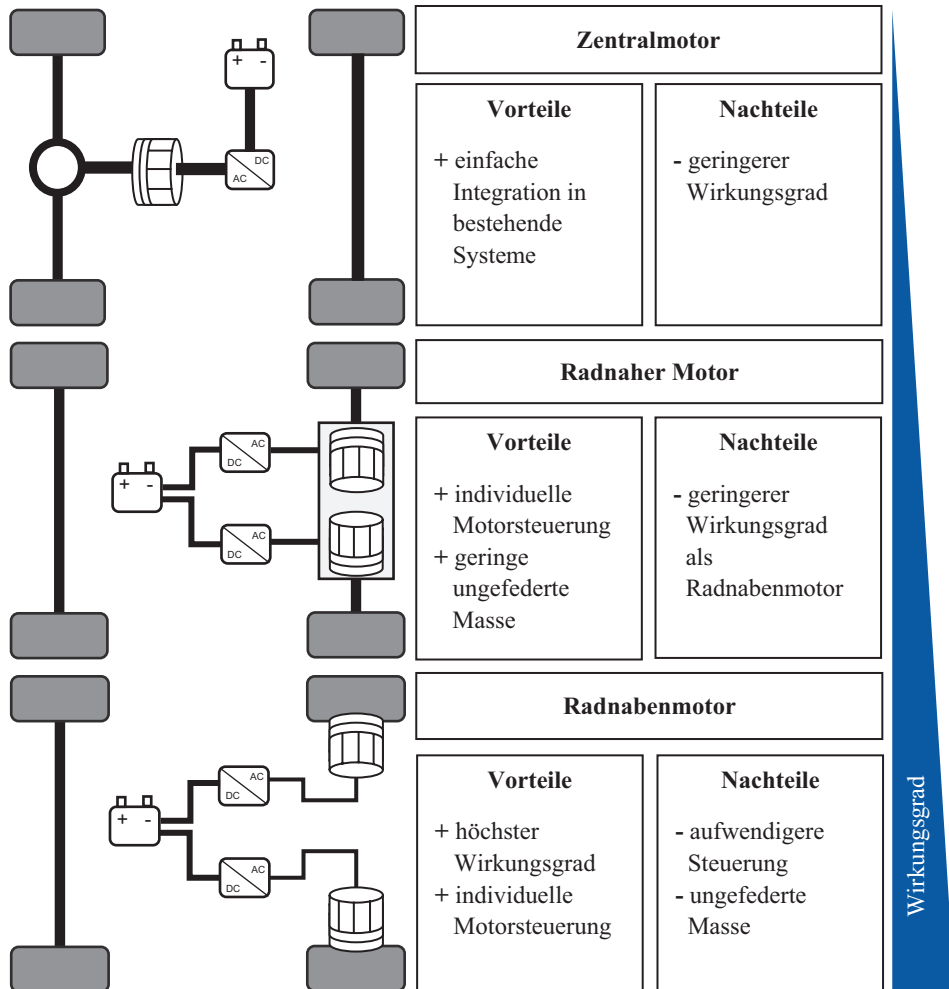 Zentralmotor
+ -
DC
AC
Vorteile
+ einfache
Integration in
bestehende
Systeme
Nachteile
- geringerer
Wirkungsgrad
Radnaher Motor
AC
DC
+ -
AC
DC
Vorteile
+ individuelle
Motorsteuerung
+ geringe
ungefederte
Masse
Nachteile
- geringerer
Wirkungsgrad
als
Radnabenmotor
Radnabenmotor
AC
DC
+ -
AC
DC
Vorteile
+ höchster
Wirkungsgrad
+ individuelle
Motorsteuerung
Nachteile
- aufwendigere
Steuerung
- ungefederte
Masse
Wirkungsgrad